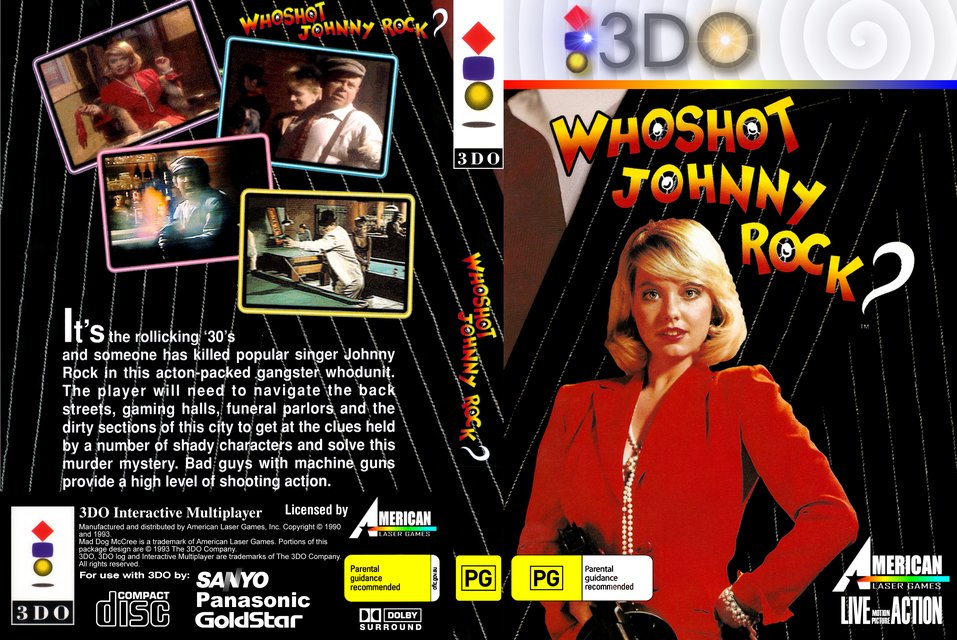 WHOSHOT
JOHNNY ROCK?
It's the rollicking '30's
and someone has killed popular singer Johnny
Rock in this acton-packed gangster whodunit.
The player will need to navigate the back
streets, gaming halls, funeral parlors and the
dirty sections of this city to get at the clues held
by a number of shady characters and solve this
murder mystery. Bad guys with machine guns
provide a high level of shooting action.
3DO
3DO Interactive Multiplayer
Manufactured and distributed by American Laser Games, Inc. Copyright © 1990
and 1993.
Mad Dog McCree is a trademark of American Laser Games. Portions of this
package design are © 1993 The 3DO Company.
3DO, 3DO log and Interactive Multiplayer are trademarks of The 3DO Company.
All rights reserved.
For use with 3DO by:
COMPACT
disc
SANYO
Panasonic
GoldStar
Licensed by
AMERICAN
LASER GAMES
Parental
guidance
recommended
DOLBY
SURROUND
3DO
WHOSHOT
JOHNNY ROCK?
PG
3DO
WHOSHOT
JOHNNY
ROCK?
TM
PG
Parental
guidance
recommended
AMERICAN
LASER GAMES
LIVE MOTION PICTURE ACTION